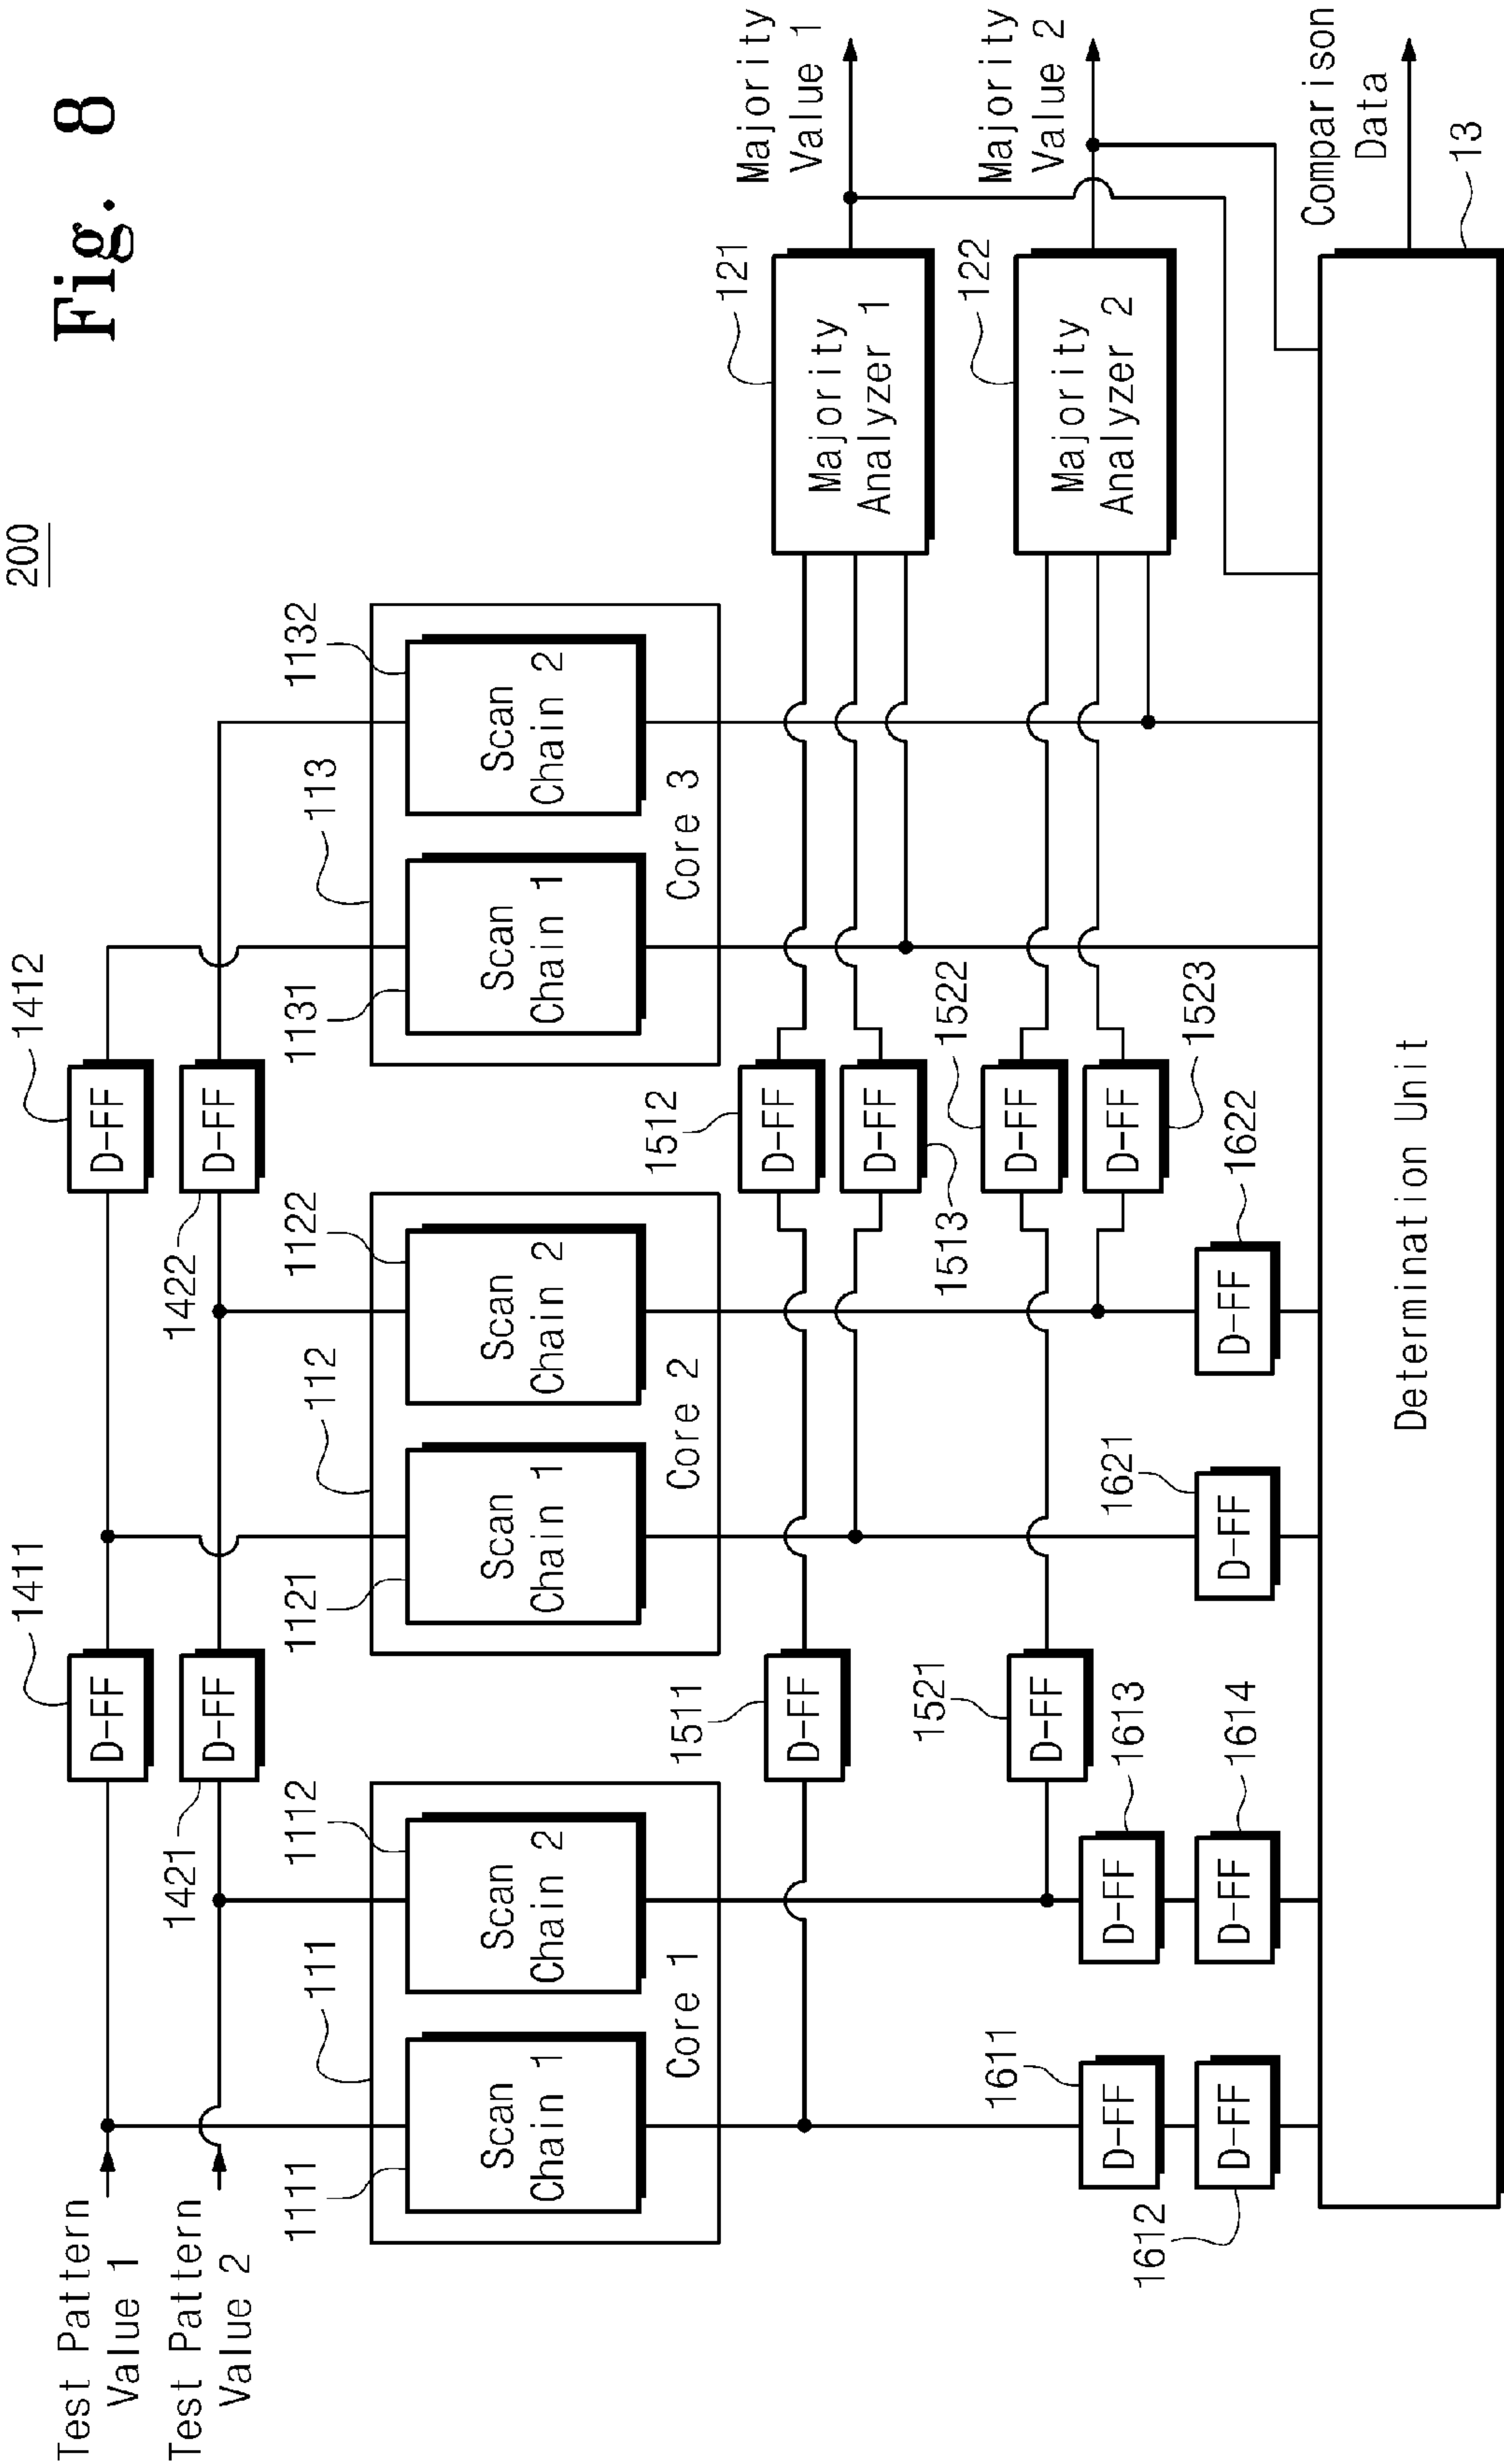 Fig. 8
200
Test Pattern
Value 1
Test Pattern
Value 2
1411
D-FF
1412
D-FF
1421
D-FF
1422
D-FF
111
1111
Scan
Chain 1
1112
Scan
Chain 2
Core 1
112
1121
Scan
Chain 1
1122
Scan
Chain 2
Core 2
113
1131
Scan
Chain 1
1132
Scan
Chain 2
Core 3
1511
D-FF
1512
D-FF
1513
D-FF
121
Majority
Analyzer 1
Majority
Value 1
1521
D-FF
1522
D-FF
1523
D-FF
122
Majority
Analyzer 2
Majority
Value 2
1611
D-FF
1612
D-FF
1613
D-FF
1614
D-FF
1621
D-FF
1622
D-FF
Determination Unit
13
Comparison
Data